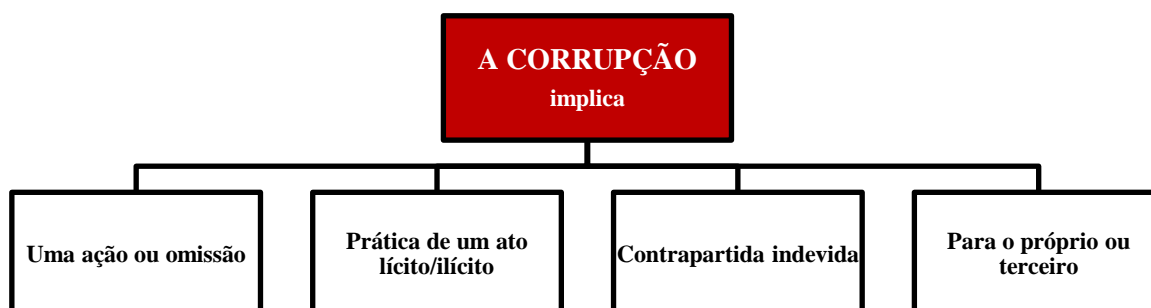 A CORRUPÇÃO
implica
Uma ação ou omissão
Prática de um ato
lícito/ilícito
Contrapartida indevida
Para o próprio ou
terceiro